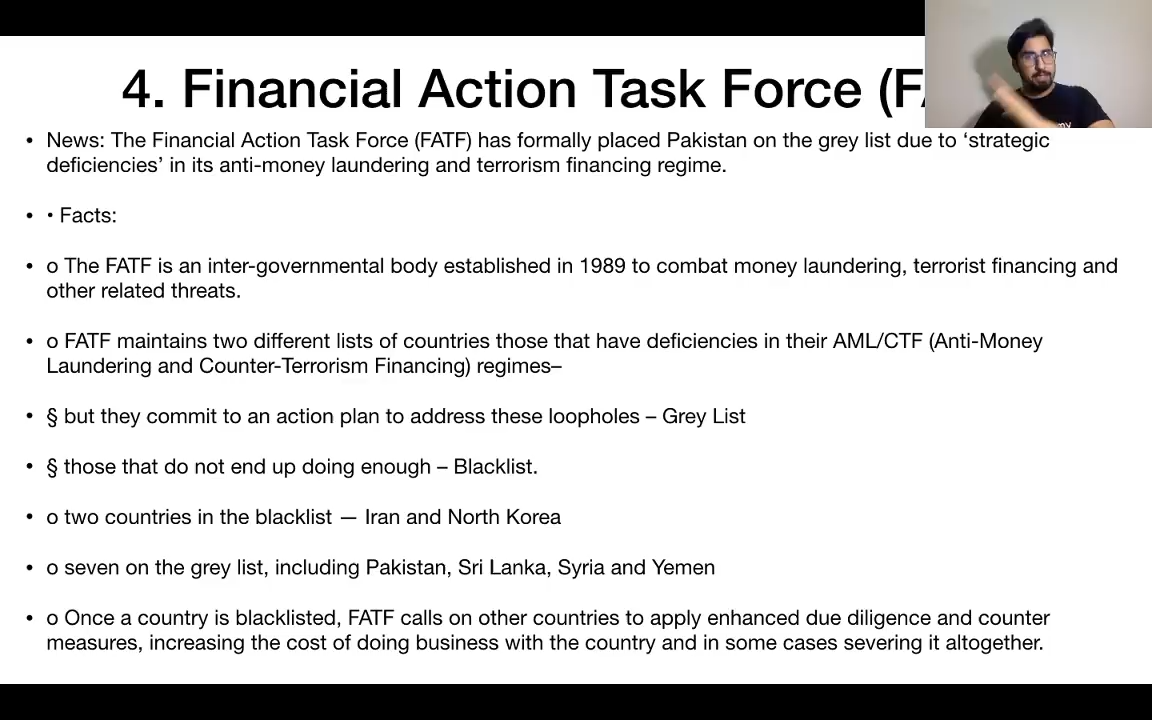 4. Financial Action Task Force (FA
• News: The Financial Action Task Force (FATF) has formally placed Pakistan on the grey list due to ‘strategic
deficiencies’ in its anti-money laundering and terrorism financing regime.
• • Facts:
• o The FATF is an inter-governmental body established in 1989 to combat money laundering, terrorist financing and
other related threats.
• o FATF maintains two different lists of countries those that have deficiencies in their AML/CTF (Anti-Money
Laundering and Counter-Terrorism Financing) regimes–
• § but they commit to an action plan to address these loopholes – Grey List
• § those that do not end up doing enough – Blacklist.
• o two countries in the blacklist — Iran and North Korea
• o seven on the grey list, including Pakistan, Sri Lanka, Syria and Yemen
• o Once a country is blacklisted, FATF calls on other countries to apply enhanced due diligence and counter
measures, increasing the cost of doing business with the country and in some cases severing it altogether.